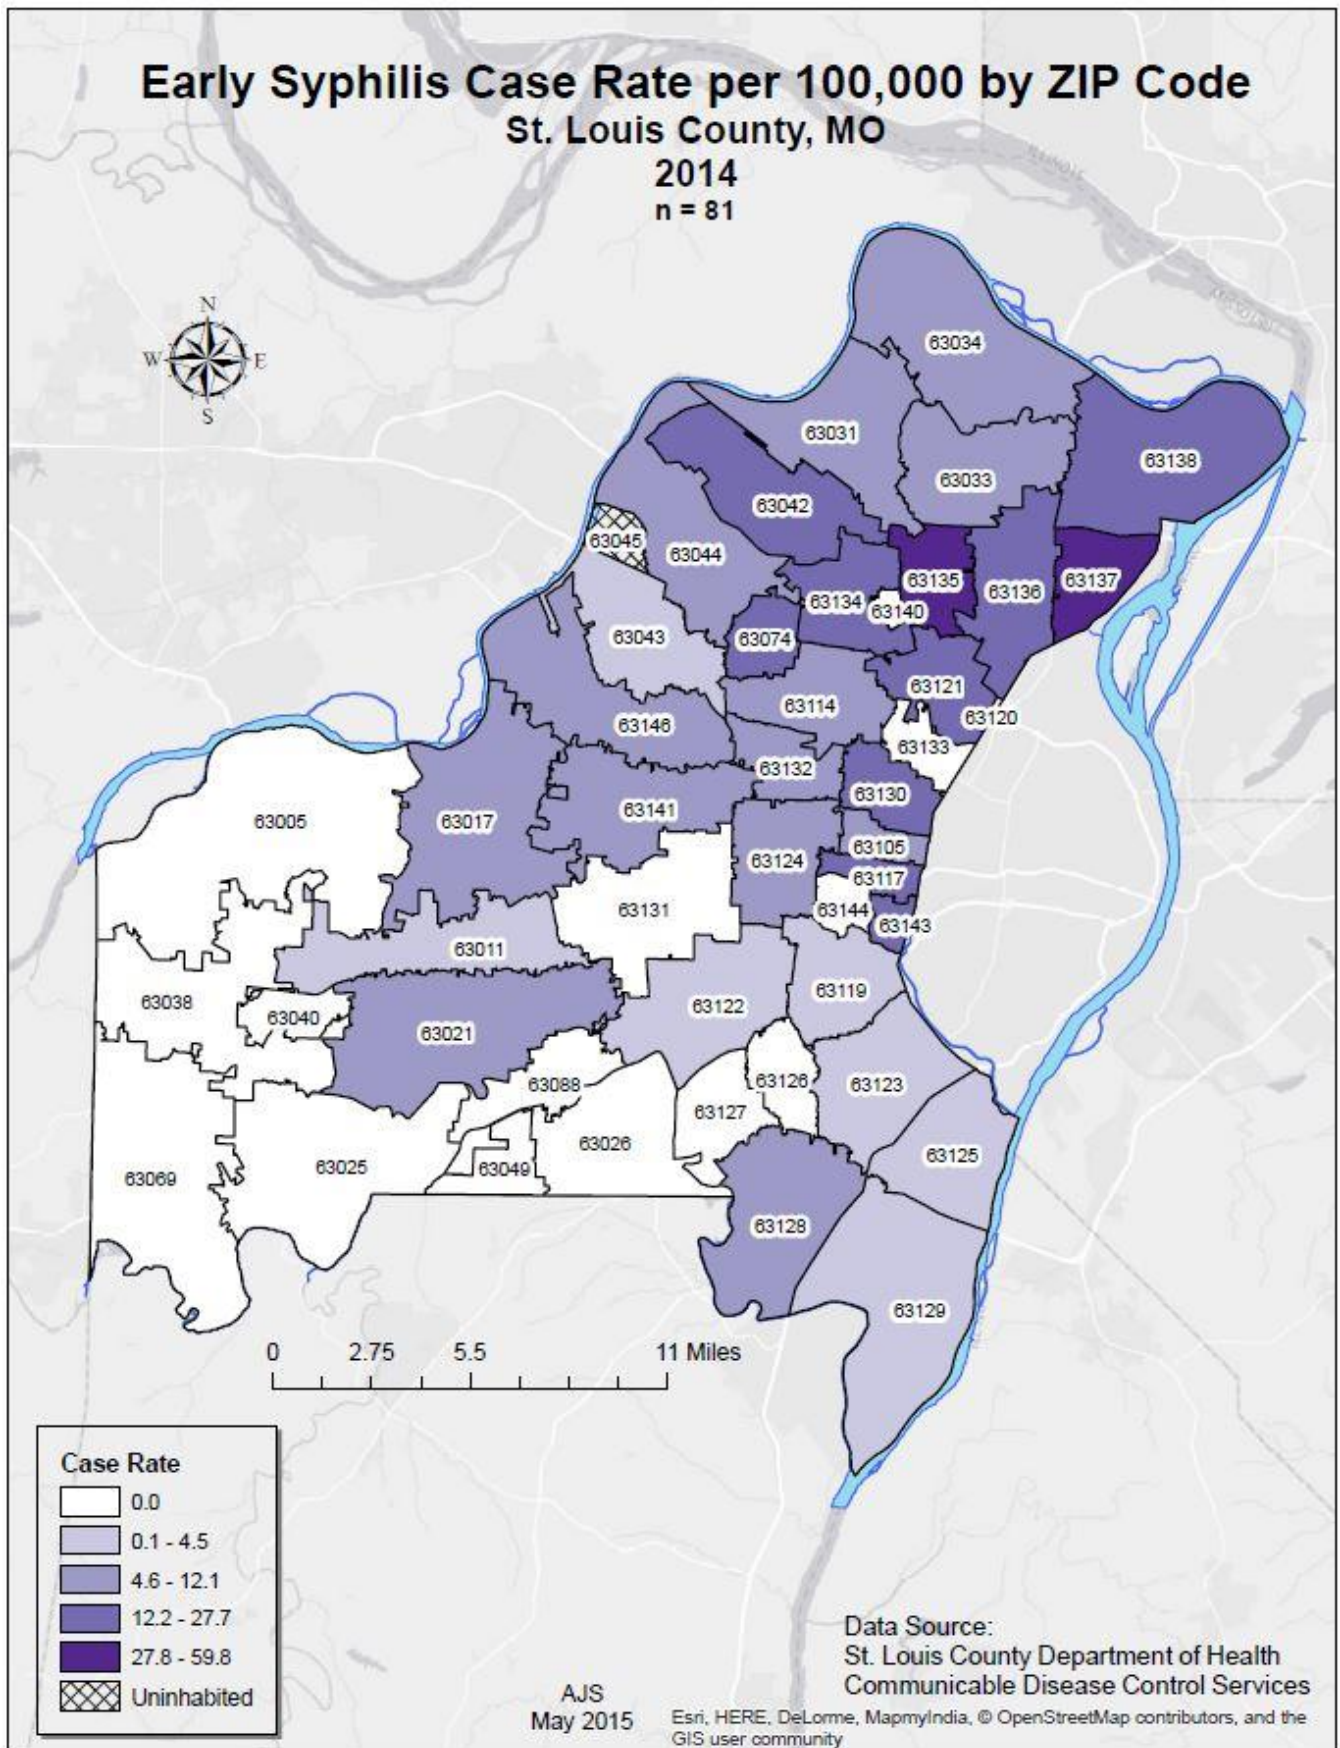 Early Syphilis Case Rate per 100,000 by ZIP Code
St. Louis County, MO
2014
n = 81
ILLINOIS
N
W E
S
63034
63031
63138
63033
63042
63045
63044
63135
63137
63136
63134
63140
63043
63074
63121
63114
63120
63146
63133
63132
63130
63141
63005
63017
63105
63124
63117
63131
63144
63143
63011
63119
63038
63122
63040
63021
63126
63088
63123
63127
63026
63125
63025
63049
63069
63128
63129
0 2.75 5.5 11 Miles
Case Rate
0.0
0.1 - 4.5
4.6 - 12.1
12.2 - 27.7
27.8 - 59.8
Uninhabited
AJS
May 2015
Data Source:
St. Louis County Department of Health
Communicable Disease Control Services
Esri, HERE, DeLorme, MapmyIndia, © OpenStreetMap contributors, and the
GIS user community